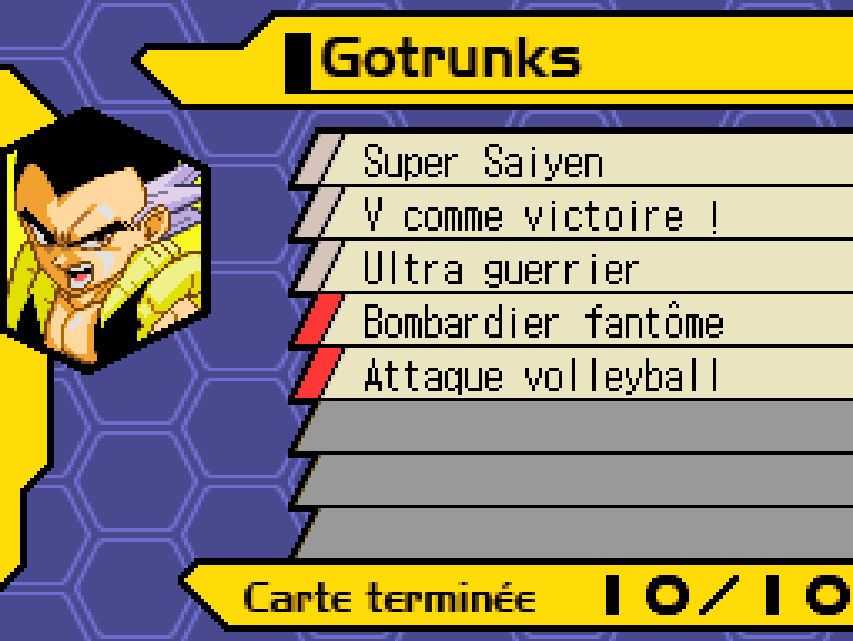 Gotrunks
Super Saiyen
V comme victoire !
Ultra guerrier
Bombardier fantôme
Attaque volleyball
Carte terminée 10/10